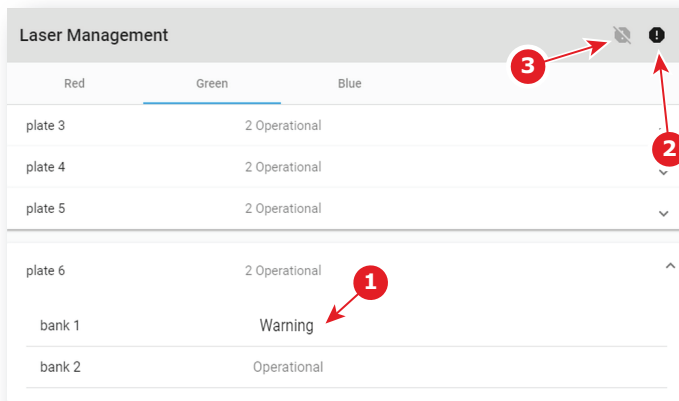 Laser Management
3
2
Red Green Blue
plate 3 2 Operational
plate 4 2 Operational
plate 5 2 Operational
plate 6 2 Operational
1
bank 1 Warning
bank 2 Operational